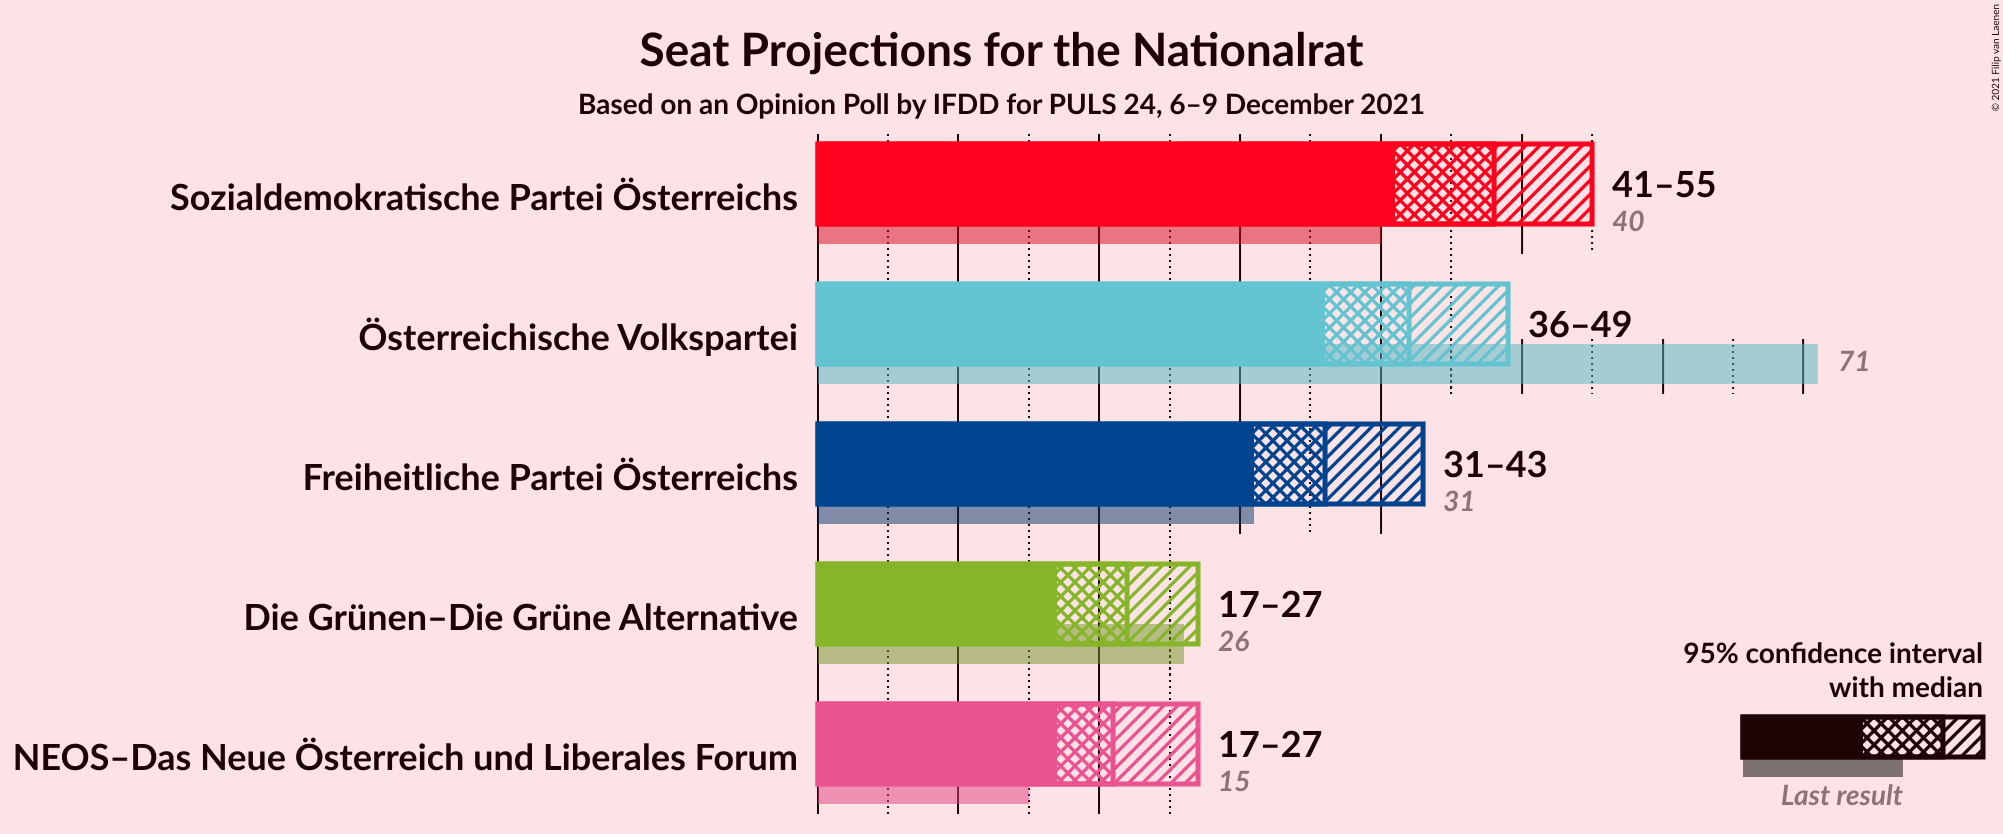 Seat Projections for the Nationalrat
Based on an Opinion Poll by IFDD for PULS 24, 6–9 December 2021
© 2021 Filip van Laenen
Sozialdemokratische Partei Österreichs
41–55
40
Österreichische Volkspartei
36–49
71
Freiheitliche Partei Österreichs
31–43
31
Die Grünen–Die Grüne Alternative
17–27
26
NEOS–Das Neue Österreich und Liberales Forum
17–27
15
95% confidence interval
with median
Last result